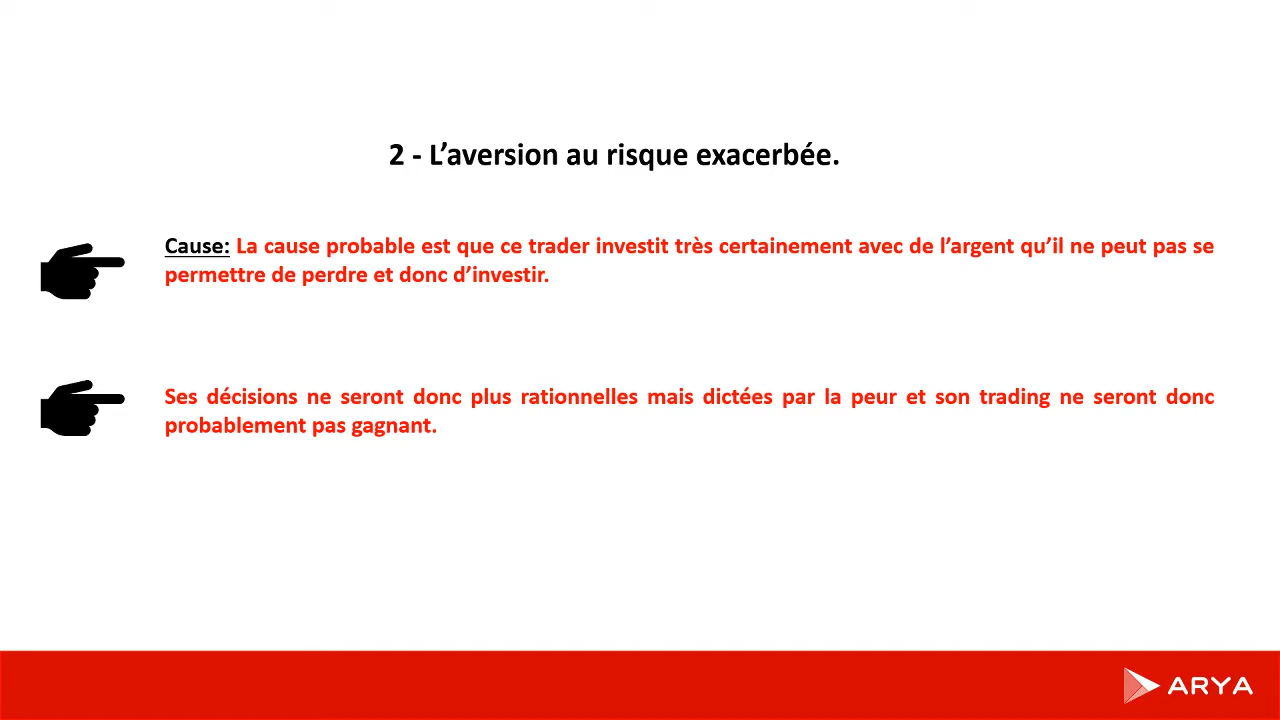 2 - L’aversion au risque exacerbée.
Cause: La cause probable est que ce trader investit très certainement avec de l’argent qu’il ne peut pas se
permettre de perdre et donc d’investir.
Ses décisions ne seront donc plus rationnelles mais dictées par la peur et son trading ne seront donc
probablement pas gagnant.
ARYA